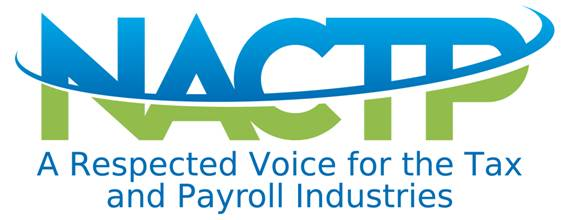 NACTP
A Respected Voice for the Tax
and Payroll Industries